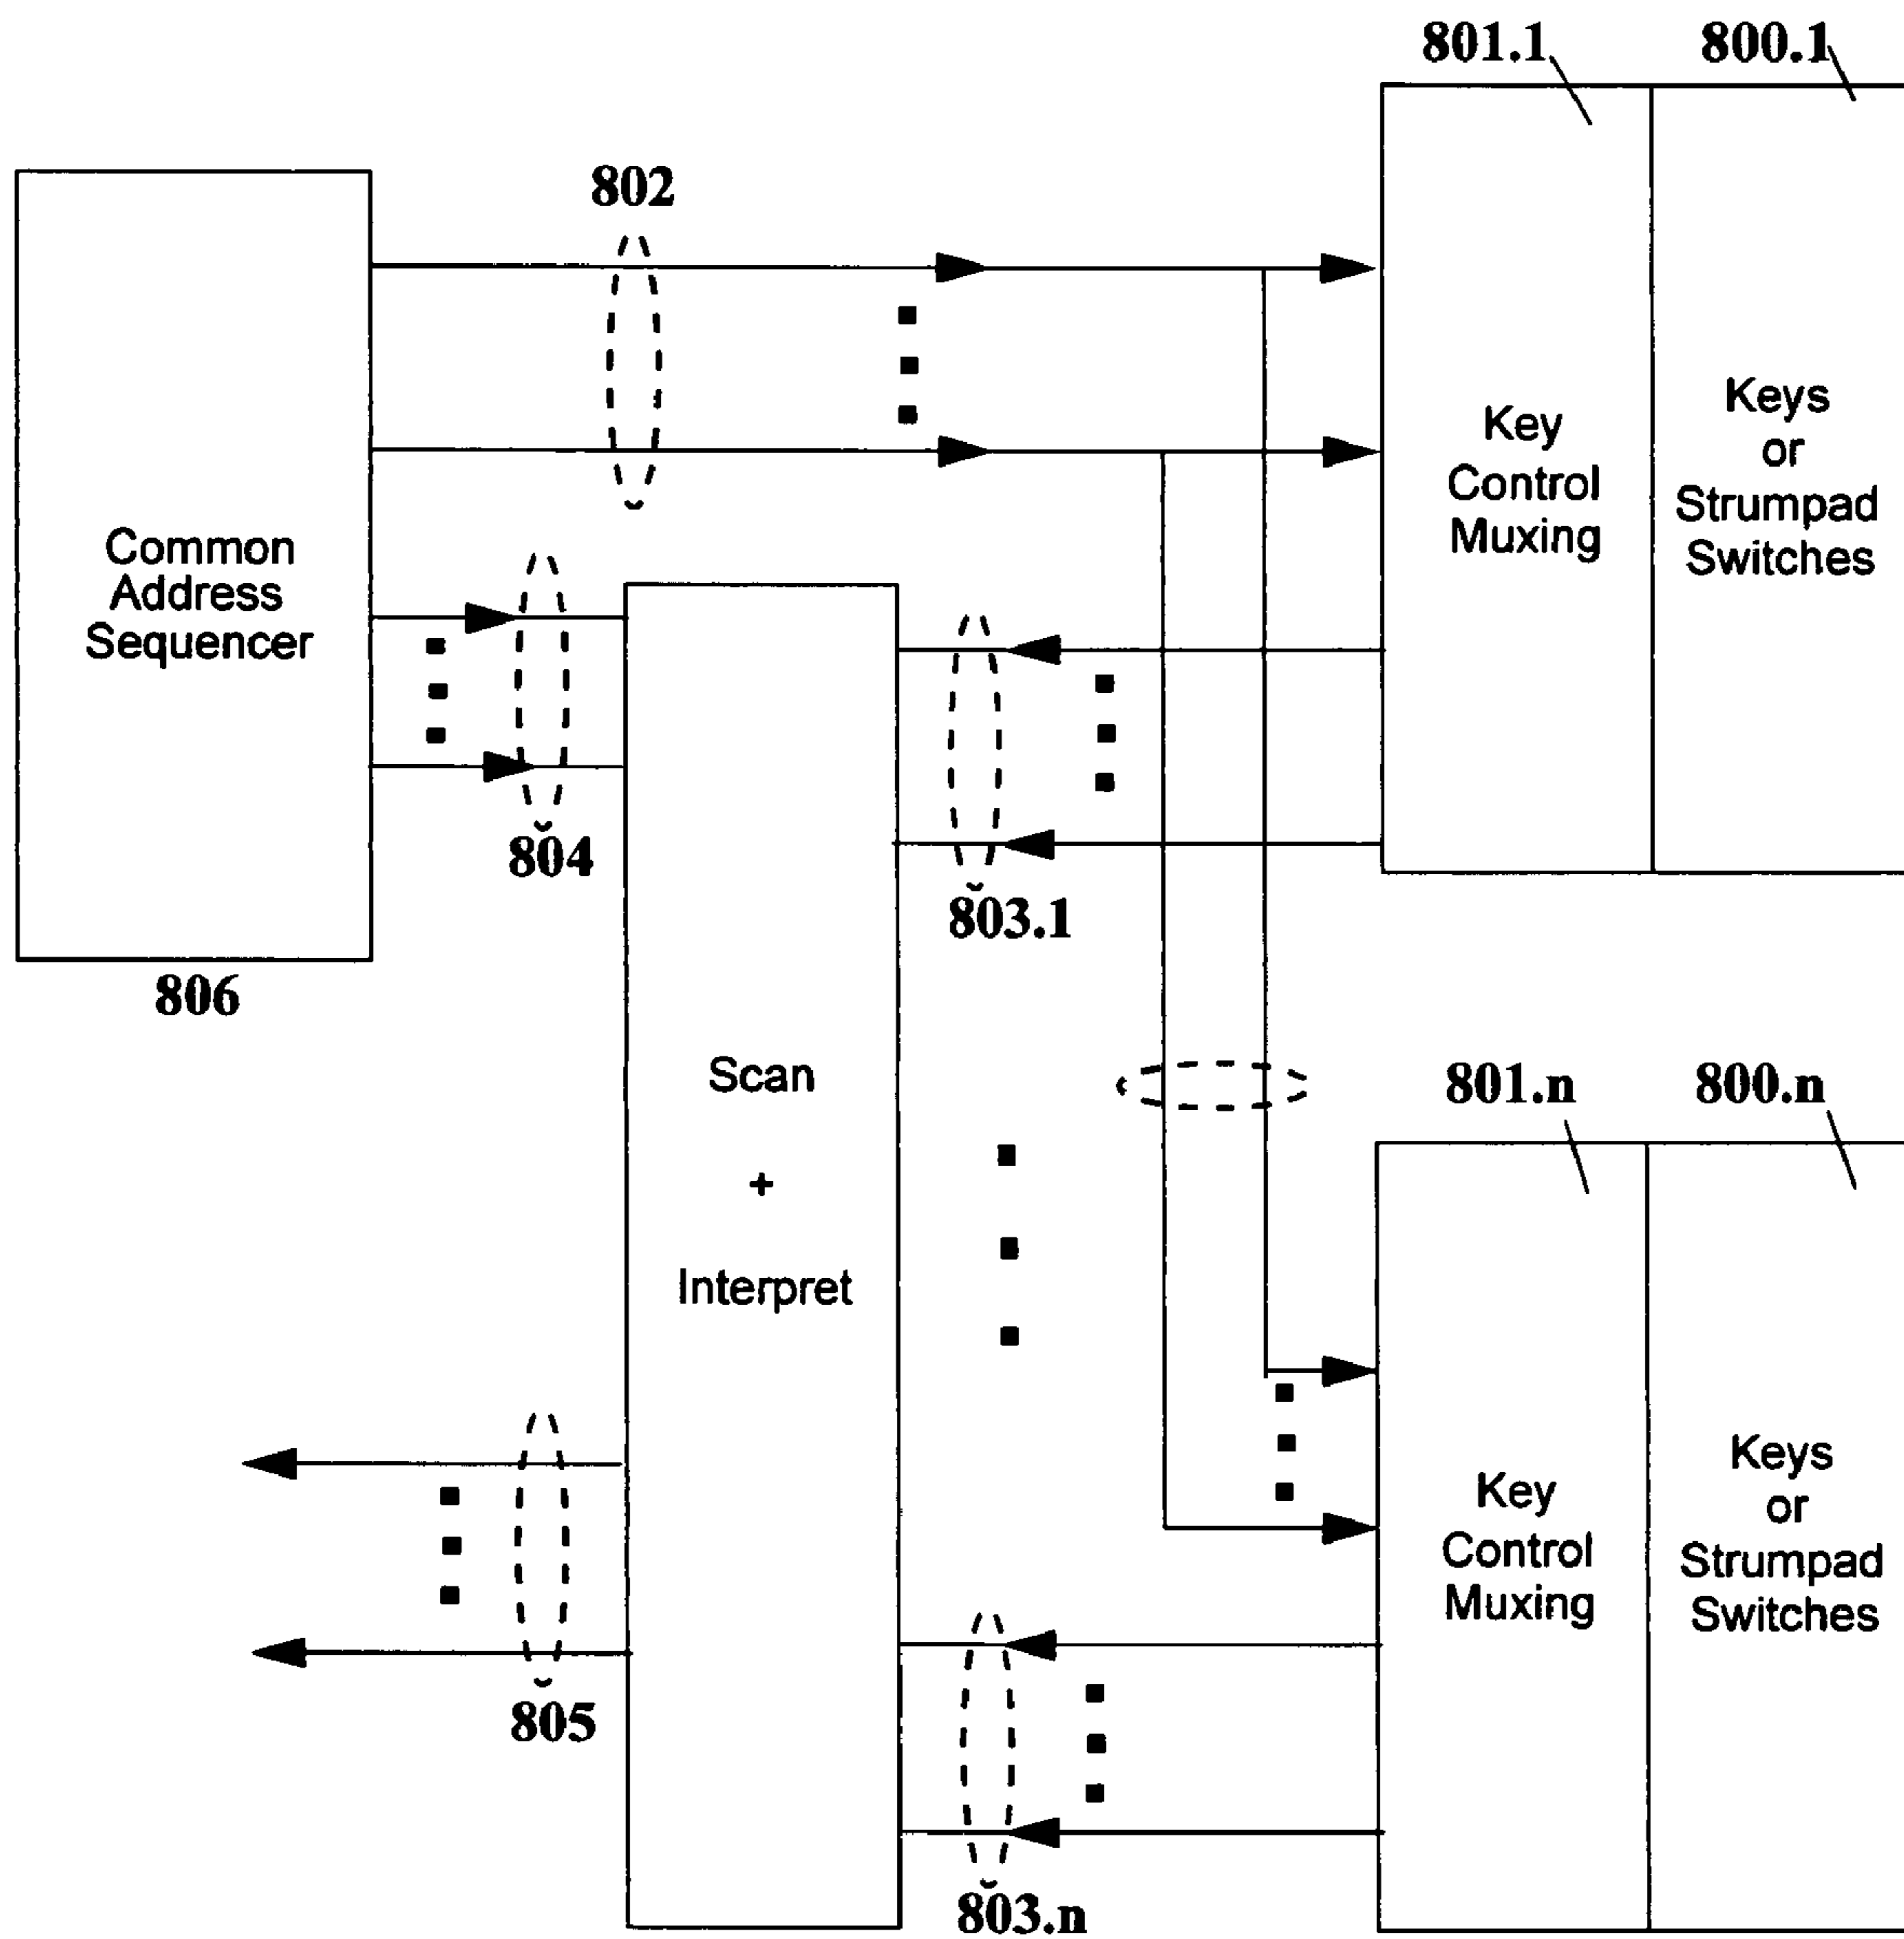 801.1
800.1
802
Common
Address
Sequencer
Key
Control
Muxing
Keys
or
Strumpad
Switches
804
803.1
806
Scan
+
Interpret
801.n
800.n
Key
Control
Muxing
Keys
or
Strumpad
Switches
805
803.n